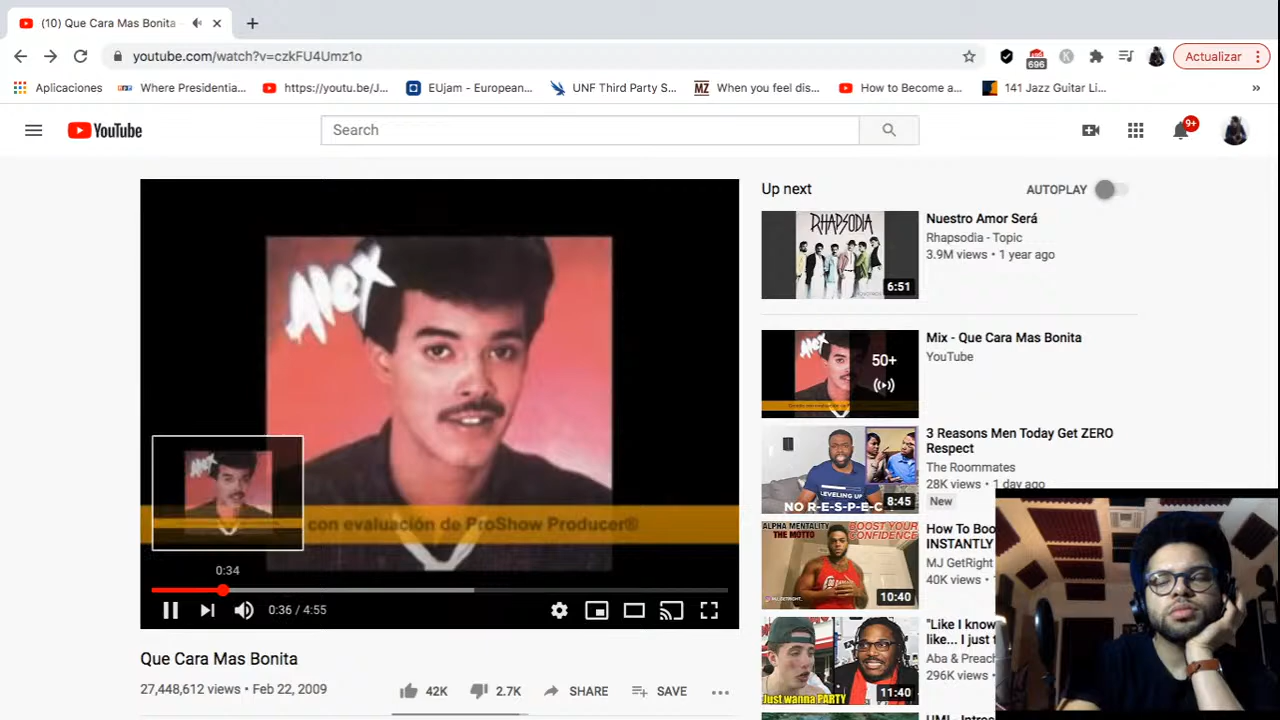 (10) Que Cara Mas Bonita
youtube.com/watch?v=czkFU4Umz1o
696
K
Actualizar
Aplicaciones
Where Presidentia...
https://youtu.be/J...
EUjam - European...
UNF Third Party S...
MZ
When you feel dis...
How to Become a...
141 Jazz Guitar Li...
»
YouTube
Search
9+
Alex
Alex
con evaluación de ProShow Producer®
0:34
0:36 / 4:55
Que Cara Mas Bonita
27,448,612 views • Feb 22, 2009
42K
2.7K
SHARE
SAVE
Up next
AUTOPLAY
RHAPSODIA
6:51
Nuestro Amor Será
Rhapsodia - Topic
3.9M views • 1 year ago
Alex
50+
Mix - Que Cara Mas Bonita
YouTube
LEVELING UP
NO R-E-S-P-E-C
8:45
3 Reasons Men Today Get ZERO
Respect
The Roommates
28K views • 1 day ago
New
ALPHA MENTALITY
THE MOTTO
BOOST YOUR
CONFIDENCE
@MJ.GETRIGHT_
10:40
How To Boo
INSTANTLY
MJ GetRight
40K views •
Just wanna PARTY
11:40
"Like I know
like... I just
Aba & Preach
296K views